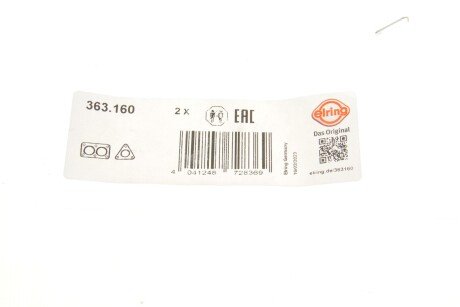 363.160
2 X
EAC
elring
Das Original
4 041248 728369
Elring Germany
elring.de/363160